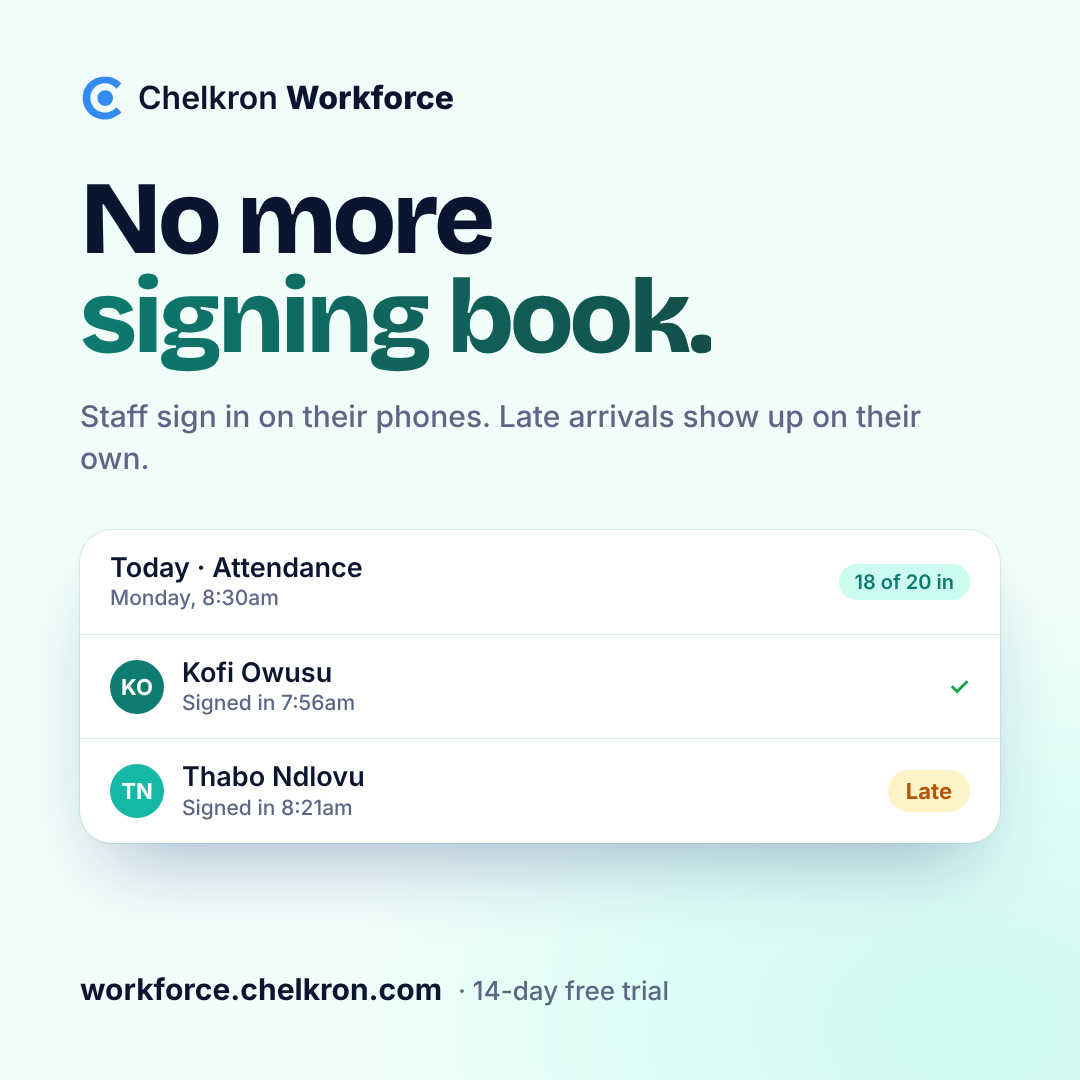 Chelkron Workforce
No more
signing book.
Staff sign in on their phones. Late arrivals show up on their
own.
Today · Attendance
18 of 20 in
Monday, 8:30am
KO
Kofi Owusu
Signed in 7:56am
✓
TN
Thabo Ndlovu
Signed in 8:21am
Late
workforce.chelkron.com · 14-day free trial